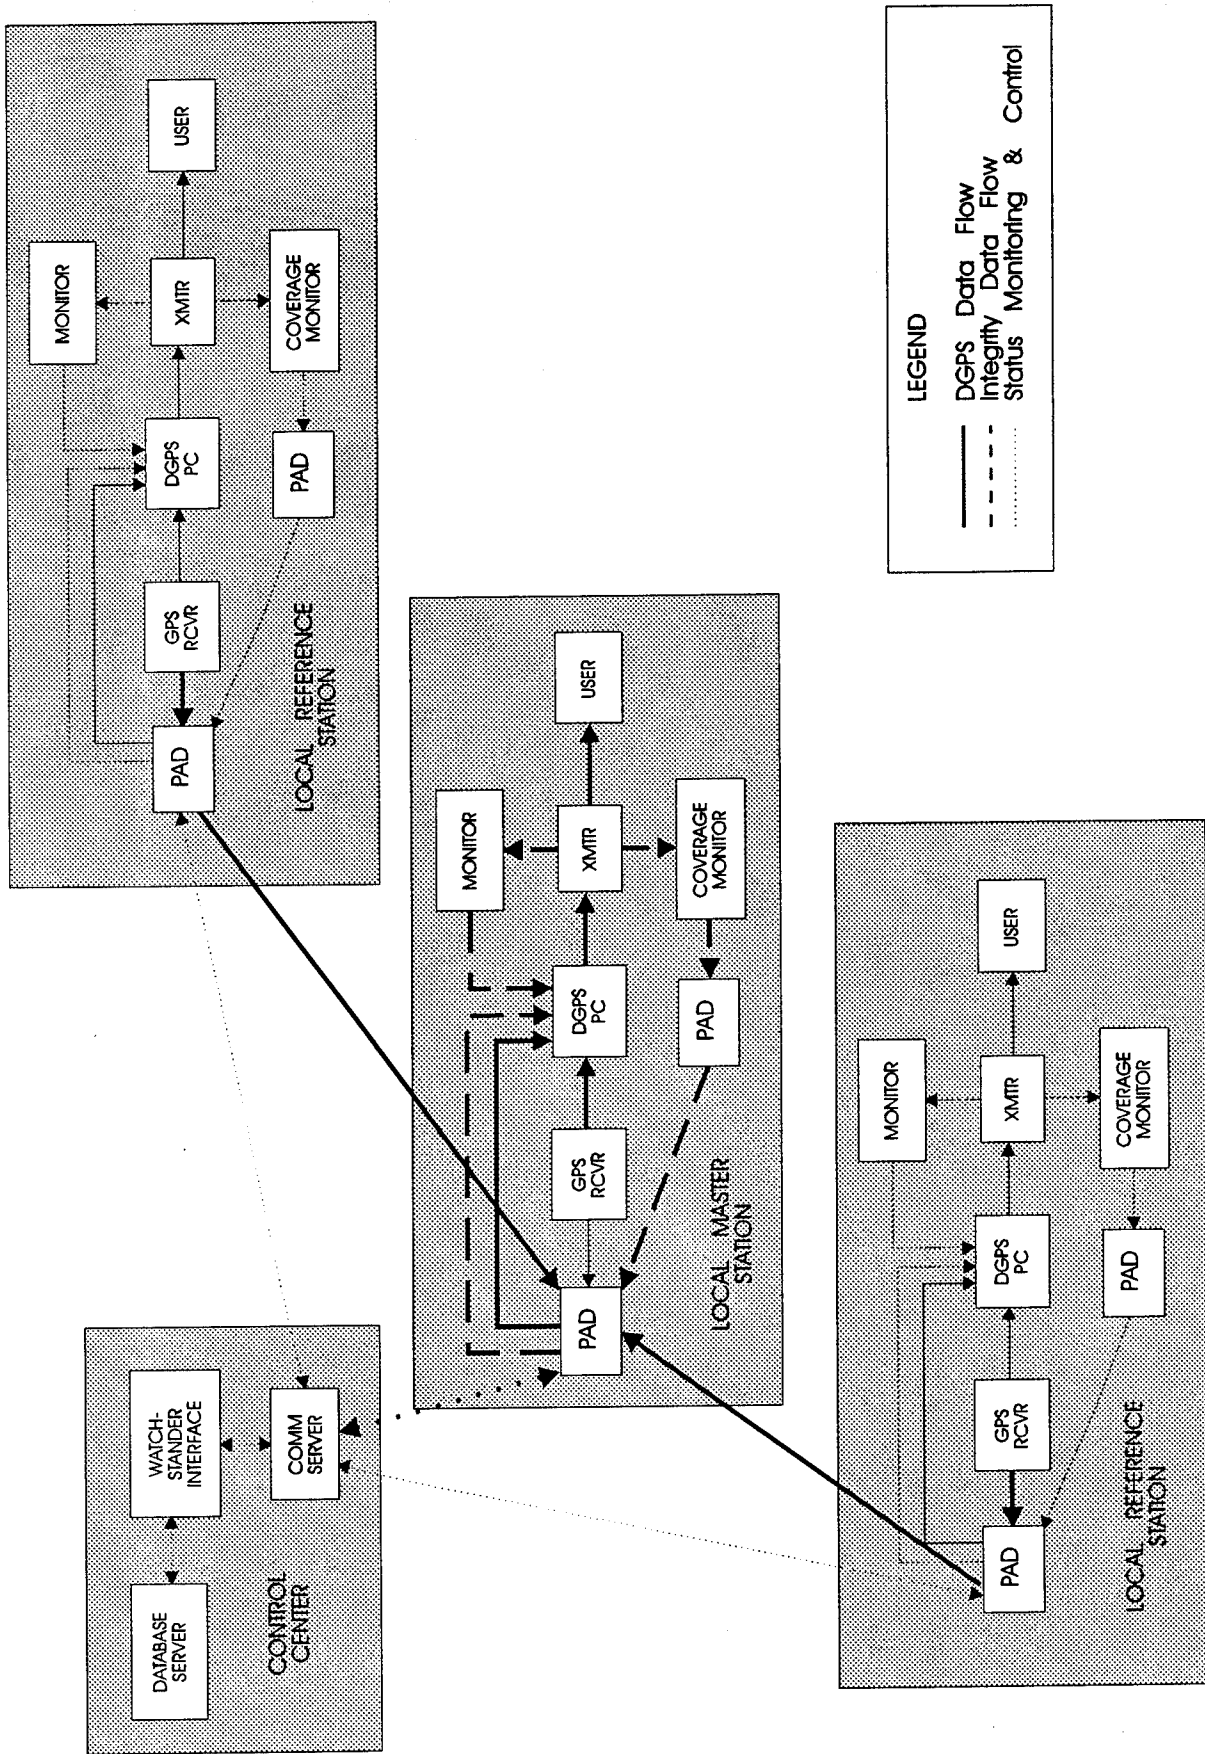 DATABASE
SERVER
WATCH-
STANDER
INTERFACE
COMM
SERVER
CONTROL
CENTER
PAD
GPS
RCVR
DGPS
PC
MONITOR
XMTR
USER
COVERAGE
MONITOR
PAD
LOCAL REFERENCE
STATION
PAD
GPS
RCVR
DGPS
PC
MONITOR
XMTR
USER
COVERAGE
MONITOR
PAD
LOCAL MASTER
STATION
PAD
GPS
RCVR
DGPS
PC
MONITOR
XMTR
USER
COVERAGE
MONITOR
PAD
LOCAL REFERENCE
STATION
LEGEND
DGPS Data Flow
Integrity Data Flow
Status Monitoring & Control